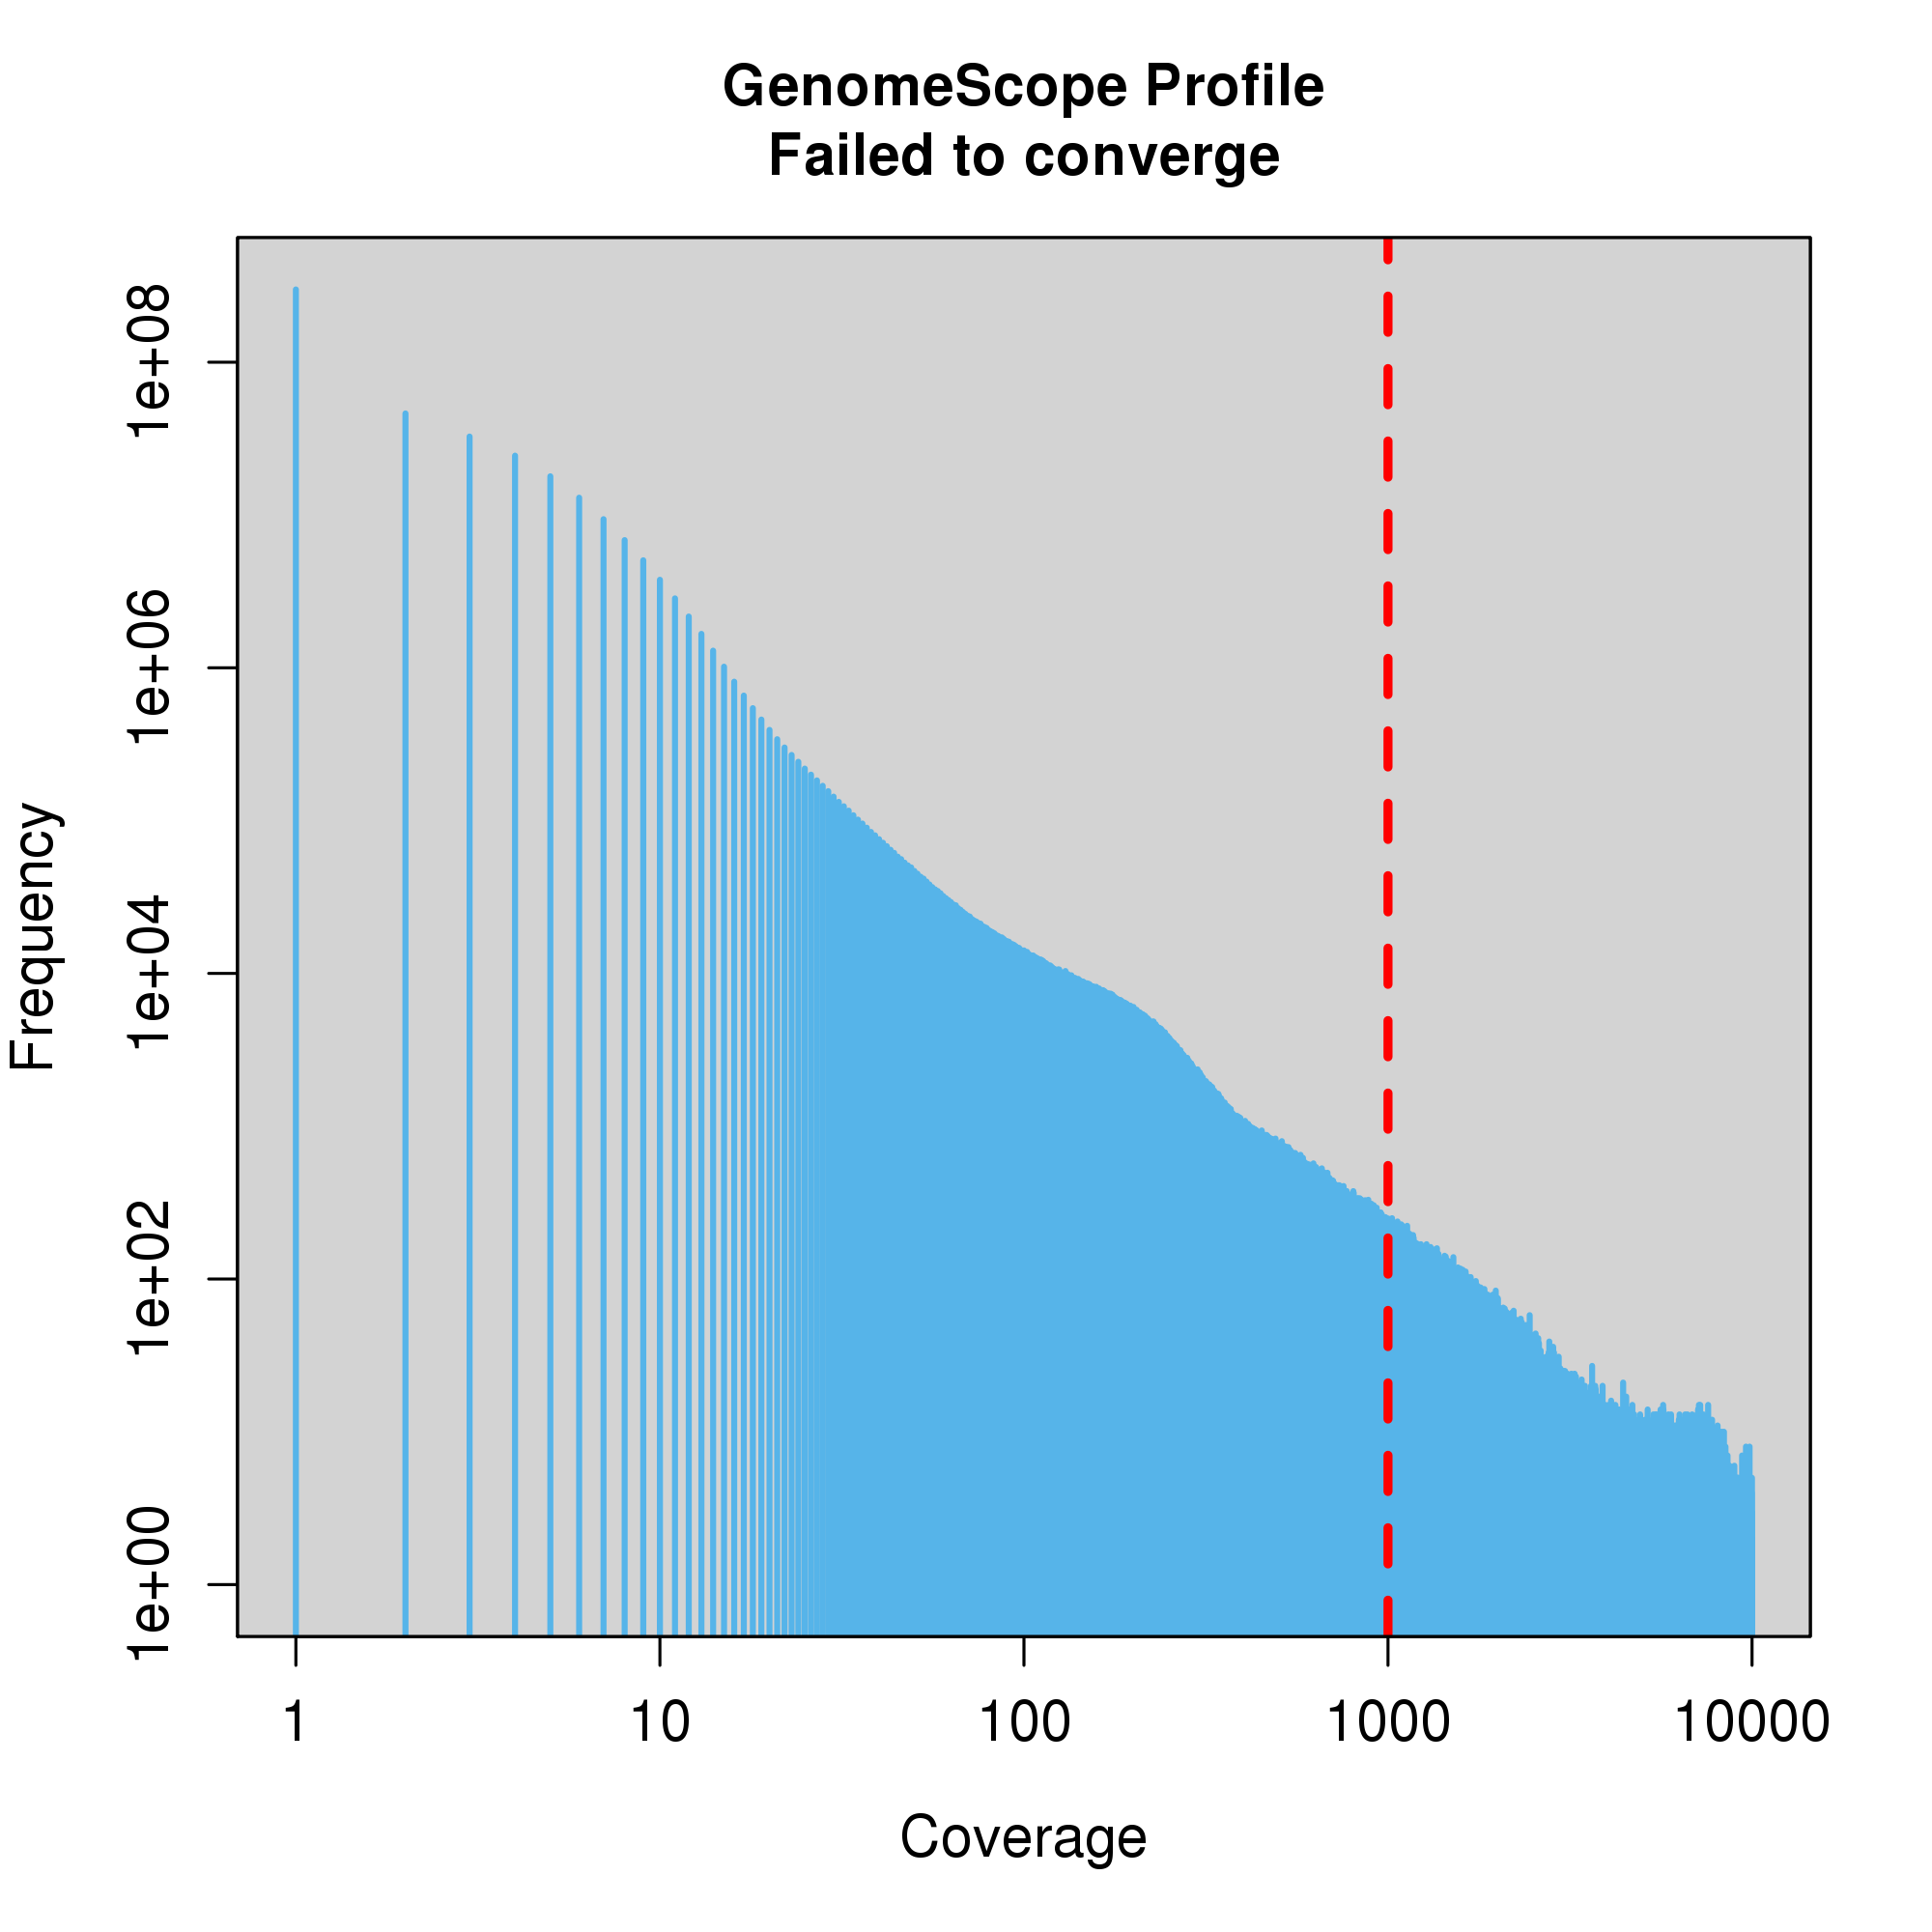 GenomeScope Profile
Failed to converge
Frequency
1e+08
1e+06
1e+04
1e+02
1e+00
1
10
100
1000
10000
Coverage